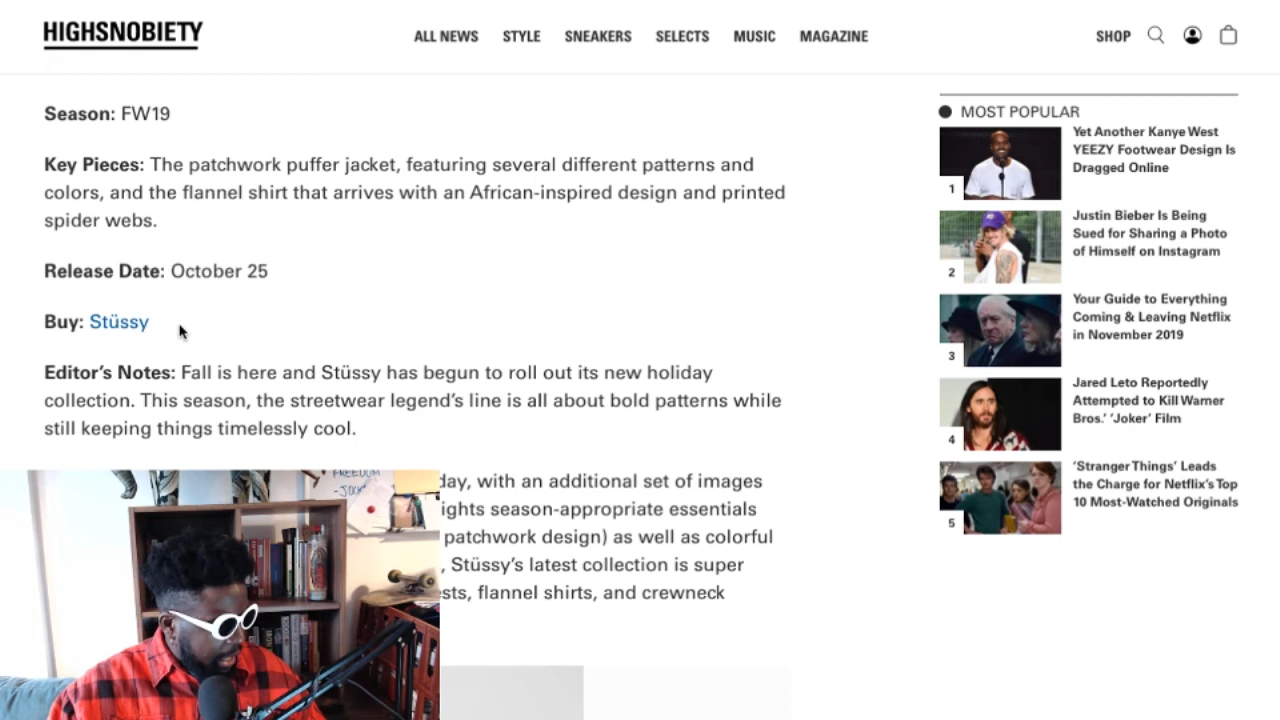 HIGHSNOBIETY
ALL NEWS STYLE SNEAKERS SELECTS MUSIC MAGAZINE
SHOP
Season: FW19
Key Pieces: The patchwork puffer jacket, featuring several different patterns and
colors, and the flannel shirt that arrives with an African-inspired design and printed
spider webs.
Release Date: October 25
Buy: Stüssy
Editor’s Notes: Fall is here and Stüssy has begun to roll out its new holiday
collection. This season, the streetwear legend’s line is all about bold patterns while
still keeping things timelessly cool.
day, with an additional set of images
ights season-appropriate essentials
patchwork design) as well as colorful
, Stüssy’s latest collection is super
ests, flannel shirts, and crewneck
MOST POPULAR
Yet Another Kanye West
YEEZY Footwear Design Is
Dragged Online
1
Justin Bieber Is Being
Sued for Sharing a Photo
of Himself on Instagram
2
Your Guide to Everything
Coming & Leaving Netflix
in November 2019
3
Jared Leto Reportedly
Attempted to Kill Warner
Bros.’ ‘Joker’ Film
4
‘Stranger Things’ Leads
the Charge for Netflix’s Top
10 Most-Watched Originals
5
FREEDOM